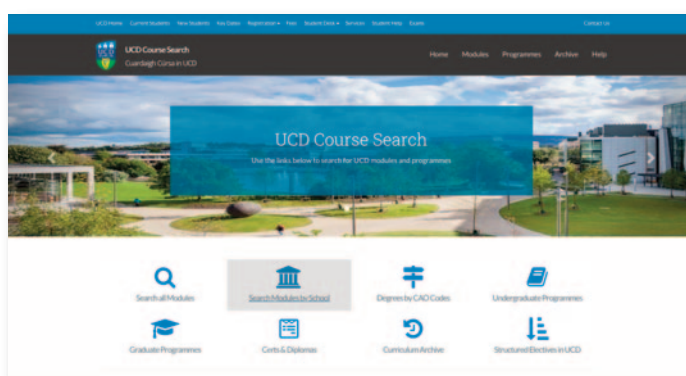 UCD Home Current Students New Students Key Dates Registration Fees Student Desk Services Student Help Exams Contact Us
UCD Course Search
Cuardaigh Cúrsa in UCD
Home Modules Programmes Archive Help
UCD Course Search
Use the links below to search for UCD modules and programmes
Search all Modules Search Modules by School Degrees by CAO Codes Undergraduate Programmes
Graduate Programmes Certs & Diplomas Curriculum Archive Structured Electives in UCD